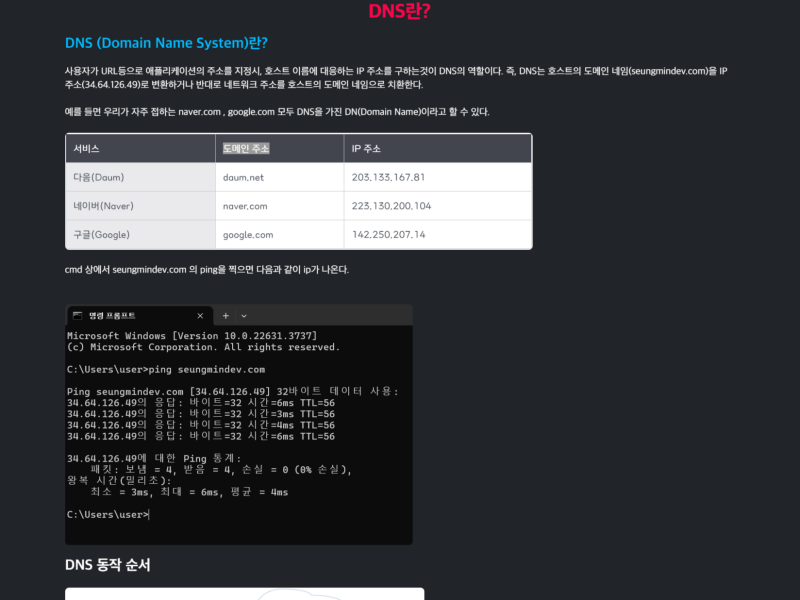 DNS란?
DNS (Domain Name System)란?
사용자가 URL등으로 애플리케이션의 주소를 지정시, 호스트 이름에 대응하는 IP 주소를 구하는것이 DNS의 역할이다. 즉, DNS는 호스트의 도메인 네임(seungmindev.com)을 IP
주소(34.64.126.49)로 변환하거나 반대로 네트워크 주소를 호스트의 도메인 네임으로 치환한다.
예를 들면 우리가 자주 접하는 naver.com , google.com 모두 DNS을 가진 DN(Domain Name)이라고 할 수 있다.
서비스 도메인 주소 IP 주소
다음(Daum) daum.net 203.133.167.81
네이버(Naver) naver.com 223.130.200.104
구글(Google) google.com 142.250.207.14
cmd 상에서 seungmindev.com 의 ping을 찍으면 다음과 같이 ip가 나온다.
명령 프롬프트
Microsoft Windows [Version 10.0.22631.3737]
(c) Microsoft Corporation. All rights reserved.
C:\Users\user>ping seungmindev.com
Ping seungmindev.com [34.64.126.49] 32바이트 데이터 사용:
34.64.126.49의 응답: 바이트=32 시간=6ms TTL=56
34.64.126.49의 응답: 바이트=32 시간=3ms TTL=56
34.64.126.49의 응답: 바이트=32 시간=4ms TTL=56
34.64.126.49의 응답: 바이트=32 시간=6ms TTL=56
34.64.126.49에 대한 Ping 통계:
패킷: 보냄 = 4, 받음 = 4, 손실 = 0 (0% 손실),
왕복 시간(밀리초):
최소 = 3ms, 최대 = 6ms, 평균 = 4ms
C:\Users\user>
DNS 동작 순서